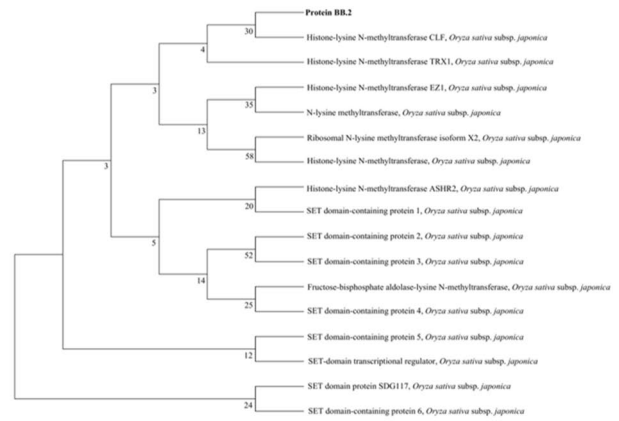 Protein BB.2
30
Histone-lysine N-methyltransferase CLF, Oryza sativa subsp. japonica
4
Histone-lysine N-methyltransferase TRX1, Oryza sativa subsp. japonica
3
Histone-lysine N-methyltransferase EZ1, Oryza sativa subsp. japonica
35
N-lysine methyltransferase, Oryza sativa subsp. japonica
13
Ribosomal N-lysine methyltransferase isoform X2, Oryza sativa subsp. japonica
58
Histone-lysine N-methyltransferase, Oryza sativa subsp. japonica
3
Histone-lysine N-methyltransferase ASHR2, Oryza sativa subsp. japonica
20
SET domain-containing protein 1, Oryza sativa subsp. japonica
5
SET domain-containing protein 2, Oryza sativa subsp. japonica
52
SET domain-containing protein 3, Oryza sativa subsp. japonica
14
Fructose-bisphosphate aldolase-lysine N-methyltransferase, Oryza sativa subsp. japonica
25
SET domain-containing protein 4, Oryza sativa subsp. japonica
SET domain-containing protein 5, Oryza sativa subsp. japonica
12
SET-domain transcriptional regulator, Oryza sativa subsp. japonica
SET domain protein SDG117, Oryza sativa subsp. japonica
24
SET domain-containing protein 6, Oryza sativa subsp. japonica